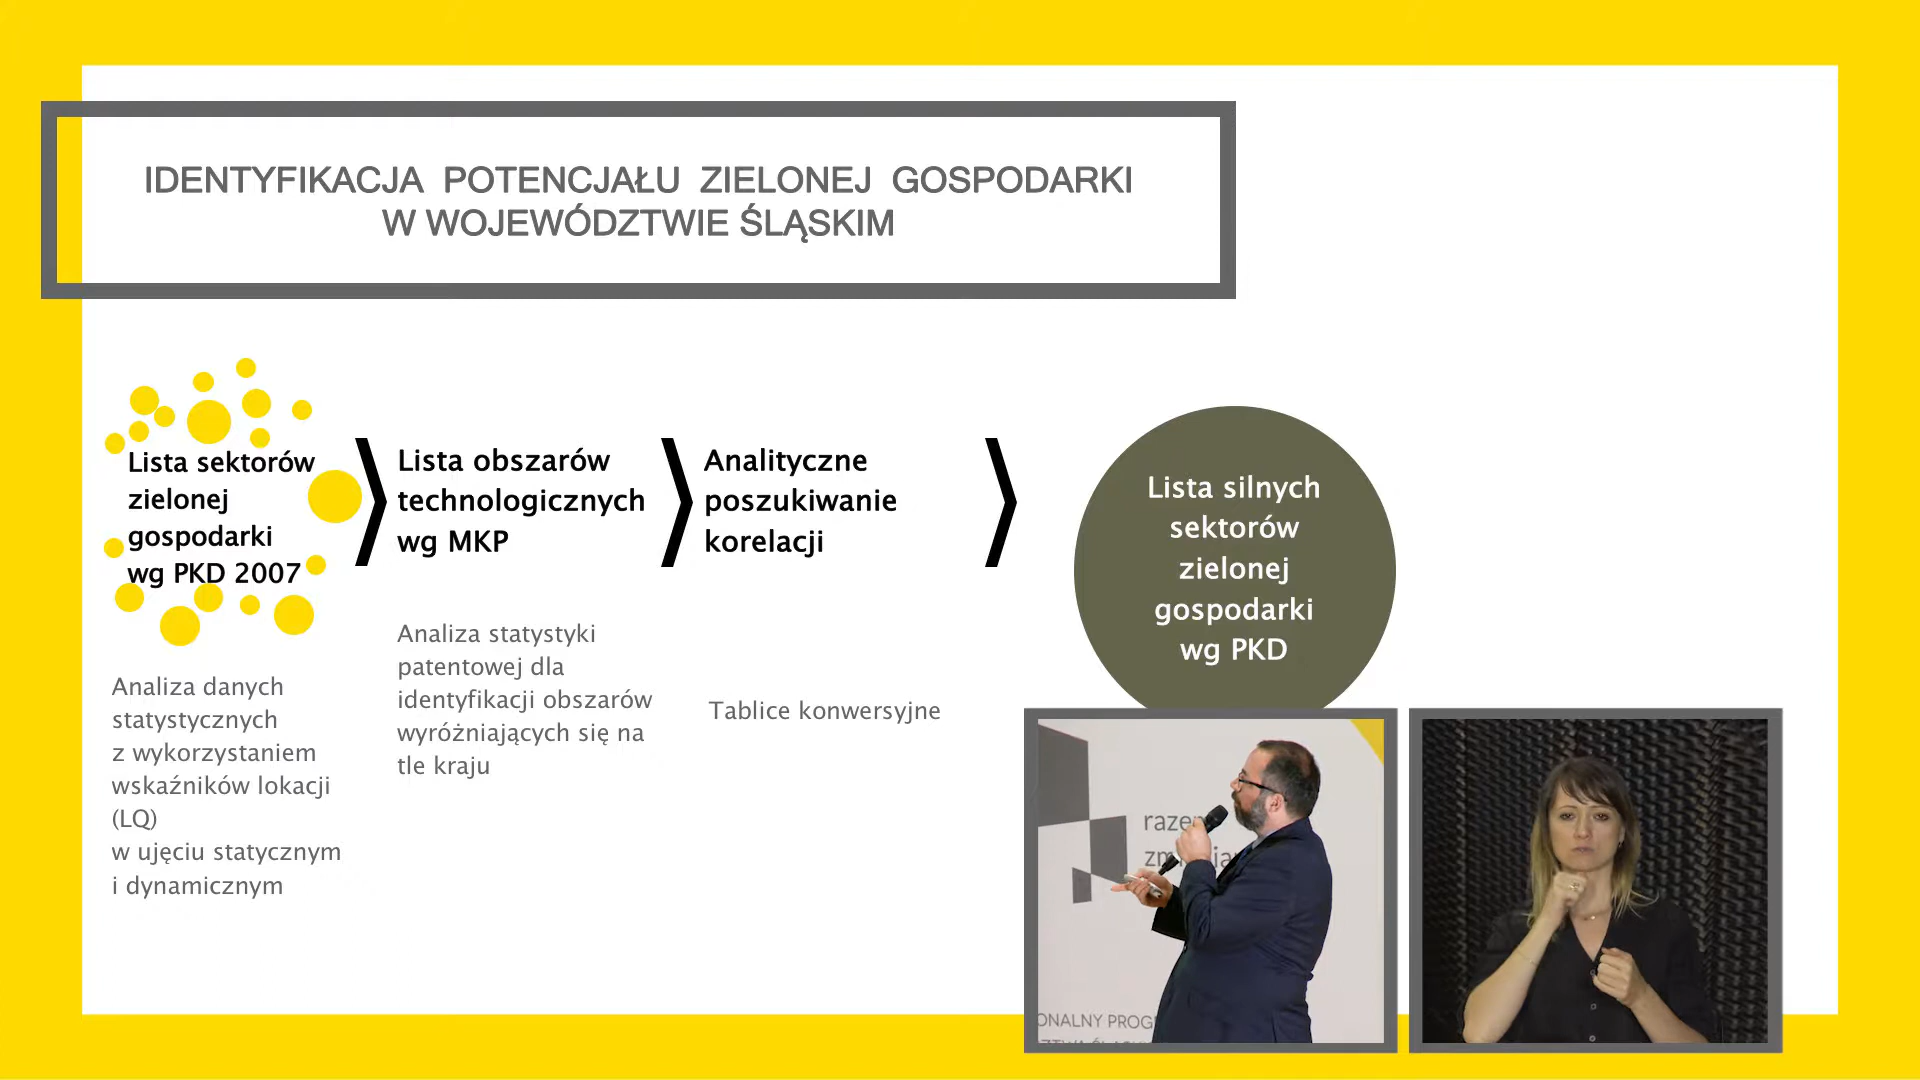 IDENTYFIKACJA POTENCJAŁU ZIELONEJ GOSPODARKI
W WOJEWÓDZTWIE ŚLĄSKIM
Lista sektorów
zielonej
gospodarki
wg PKD 2007
Analiza danych
statystycznych
z wykorzystaniem
wskaźników lokacji
(LQ)
w ujęciu statycznym
i dynamicznym
Lista obszarów
technologicznych
wg MKP
Analiza statystyki
patentowej dla
identyfikacji obszarów
wyróżniających się na
tle kraju
Analityczne
poszukiwanie
korelacji
Tablice konwersyjne
Lista silnych
sektorów
zielonej
gospodarki
wg PKD